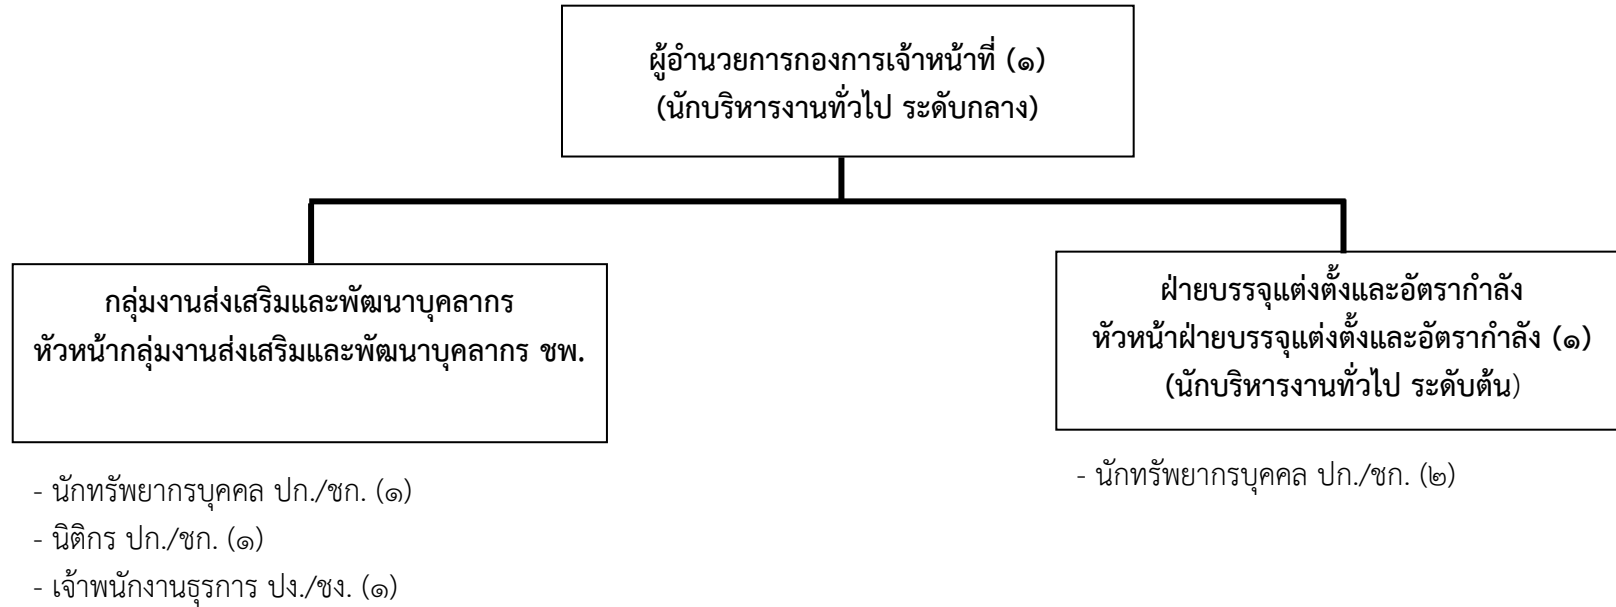 ผู้อำนวยการกองการเจ้าหน้าที่ (๑)
(นักบริหารงานทั่วไป ระดับกลาง)
กลุ่มงานส่งเสริมและพัฒนาบุคลากร
หัวหน้ากลุ่มงานส่งเสริมและพัฒนาบุคลากร ชพ.
- นักทรัพยากรบุคคล ปก./ชก. (๑)
- นิติกร ปก./ชก. (๑)
- เจ้าพนักงานธุรการ ปง./ชง. (๑)
ฝ่ายบรรจุแต่งตั้งและอัตรากำลัง
หัวหน้าฝ่ายบรรจุแต่งตั้งและอัตรากำลัง (๑)
(นักบริหารงานทั่วไป ระดับต้น)
- นักทรัพยากรบุคคล ปก./ชก. (๒)